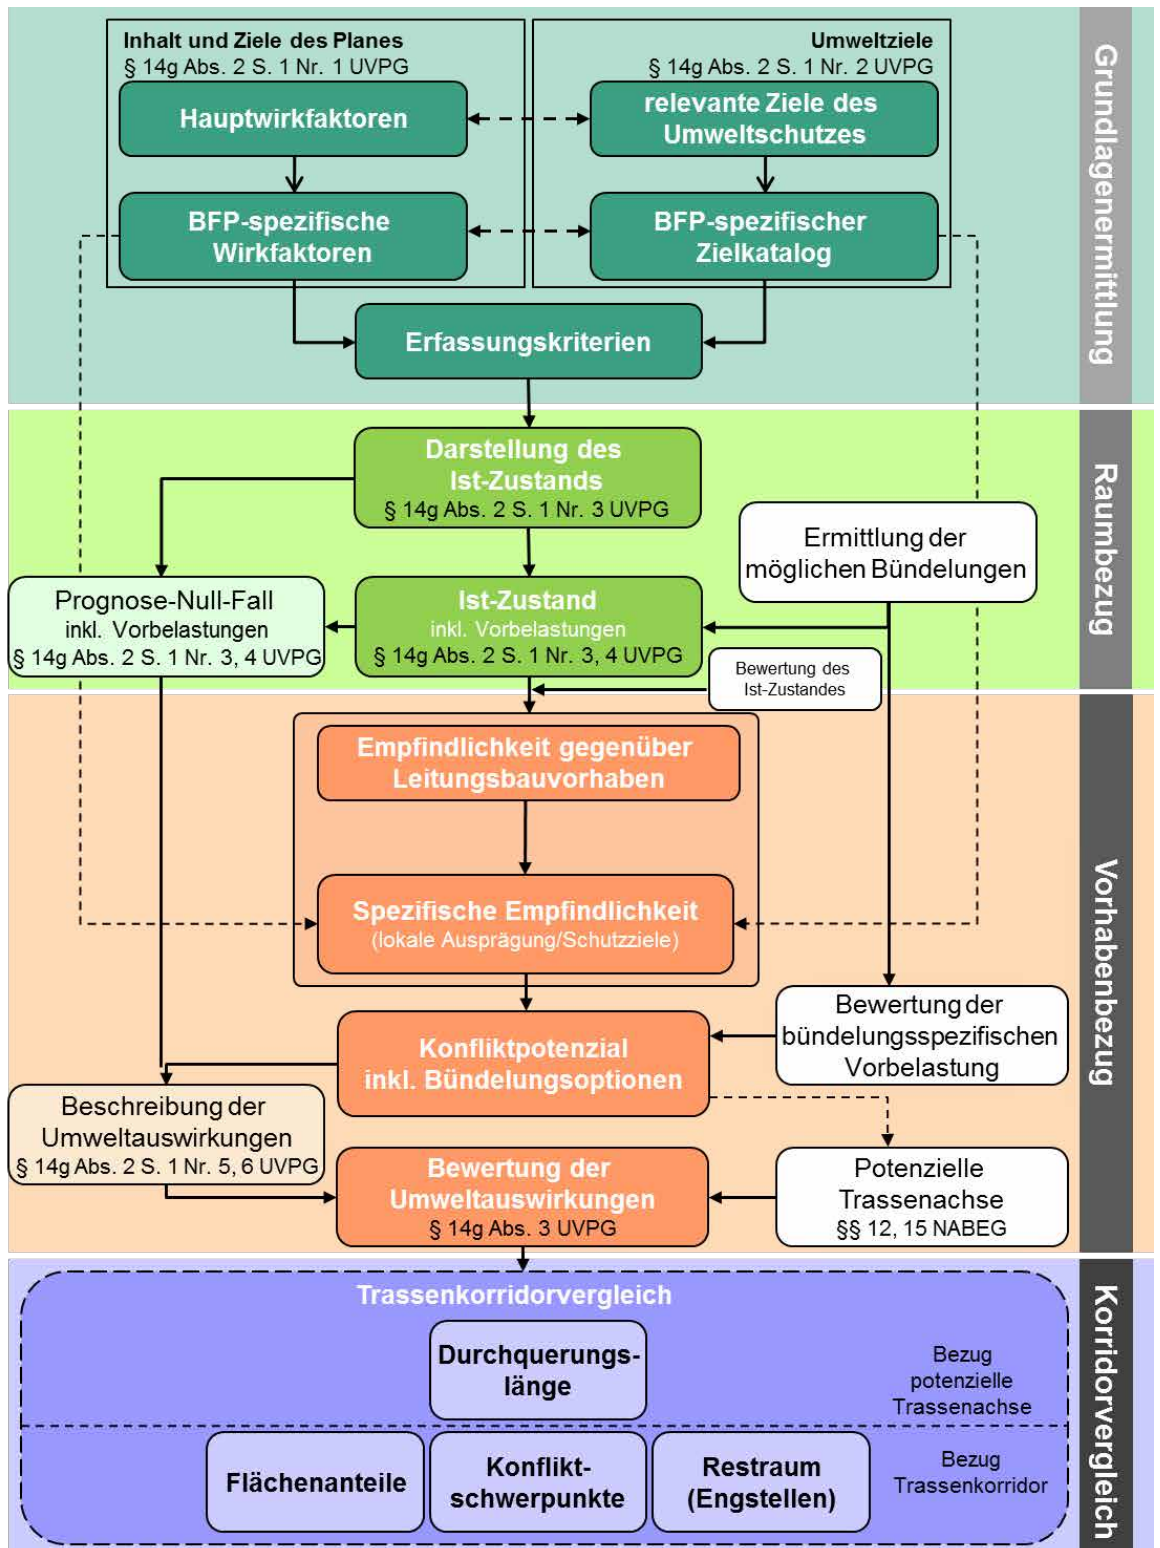 Inhalt und Ziele des Planes
§ 14g Abs. 2 S. 1 Nr. 1 UVPG
Umweltziele
§ 14g Abs. 2 S. 1 Nr. 2 UVPG
Hauptwirkfaktoren
relevante Ziele des
Umweltschutzes
BFP-spezifische
Wirkfaktoren
BFP-spezifischer
Zielkatalog
Erfassungskriterien
Grundlagenermittlung
Darstellung des
Ist-Zustands
§ 14g Abs. 2 S. 1 Nr. 3 UVPG
Ermittlung der
möglichen Bündelungen
Prognose-Null-Fall
inkl. Vorbelastungen
§ 14g Abs. 2 S. 1 Nr. 3, 4 UVPG
Ist-Zustand
inkl. Vorbelastungen
§ 14g Abs. 2 S. 1 Nr. 3, 4 UVPG
Bewertung des
Ist-Zustandes
Raumbezug
Empfindlichkeit gegenüber
Leitungsbauvorhaben
Spezifische Empfindlichkeit
(lokale Ausprägung/Schutzziele)
Konfliktpotenzial
inkl. Bündelungsoptionen
Bewertung der
bündelungsspezifischen
Vorbelastung
Beschreibung der
Umweltauswirkungen
§ 14g Abs. 2 S. 1 Nr. 5, 6 UVPG
Bewertung der
Umweltauswirkungen
§ 14g Abs. 3 UVPG
Potenzielle
Trassenachse
§§ 12, 15 NABEG
Vorhabenbezug
Trassenkorridorvergleich
Durchquerungs-
länge
Bezug
potenzielle
Trassenachse
Flächenanteile
Konflikt-
schwerpunkte
Restraum
(Engstellen)
Bezug
Trassenkorridor
Korridorvergleich